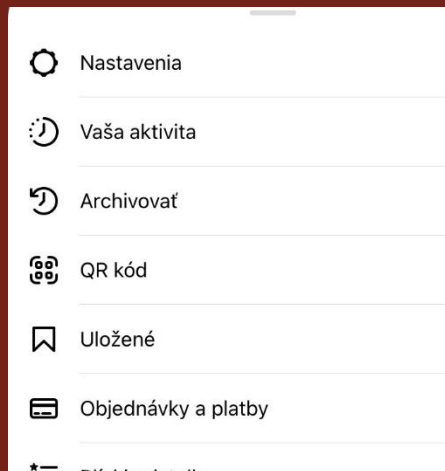 Nastavenia
Vaša aktivita
Archivovať
QR kód
Uložené
Objednávky a platby